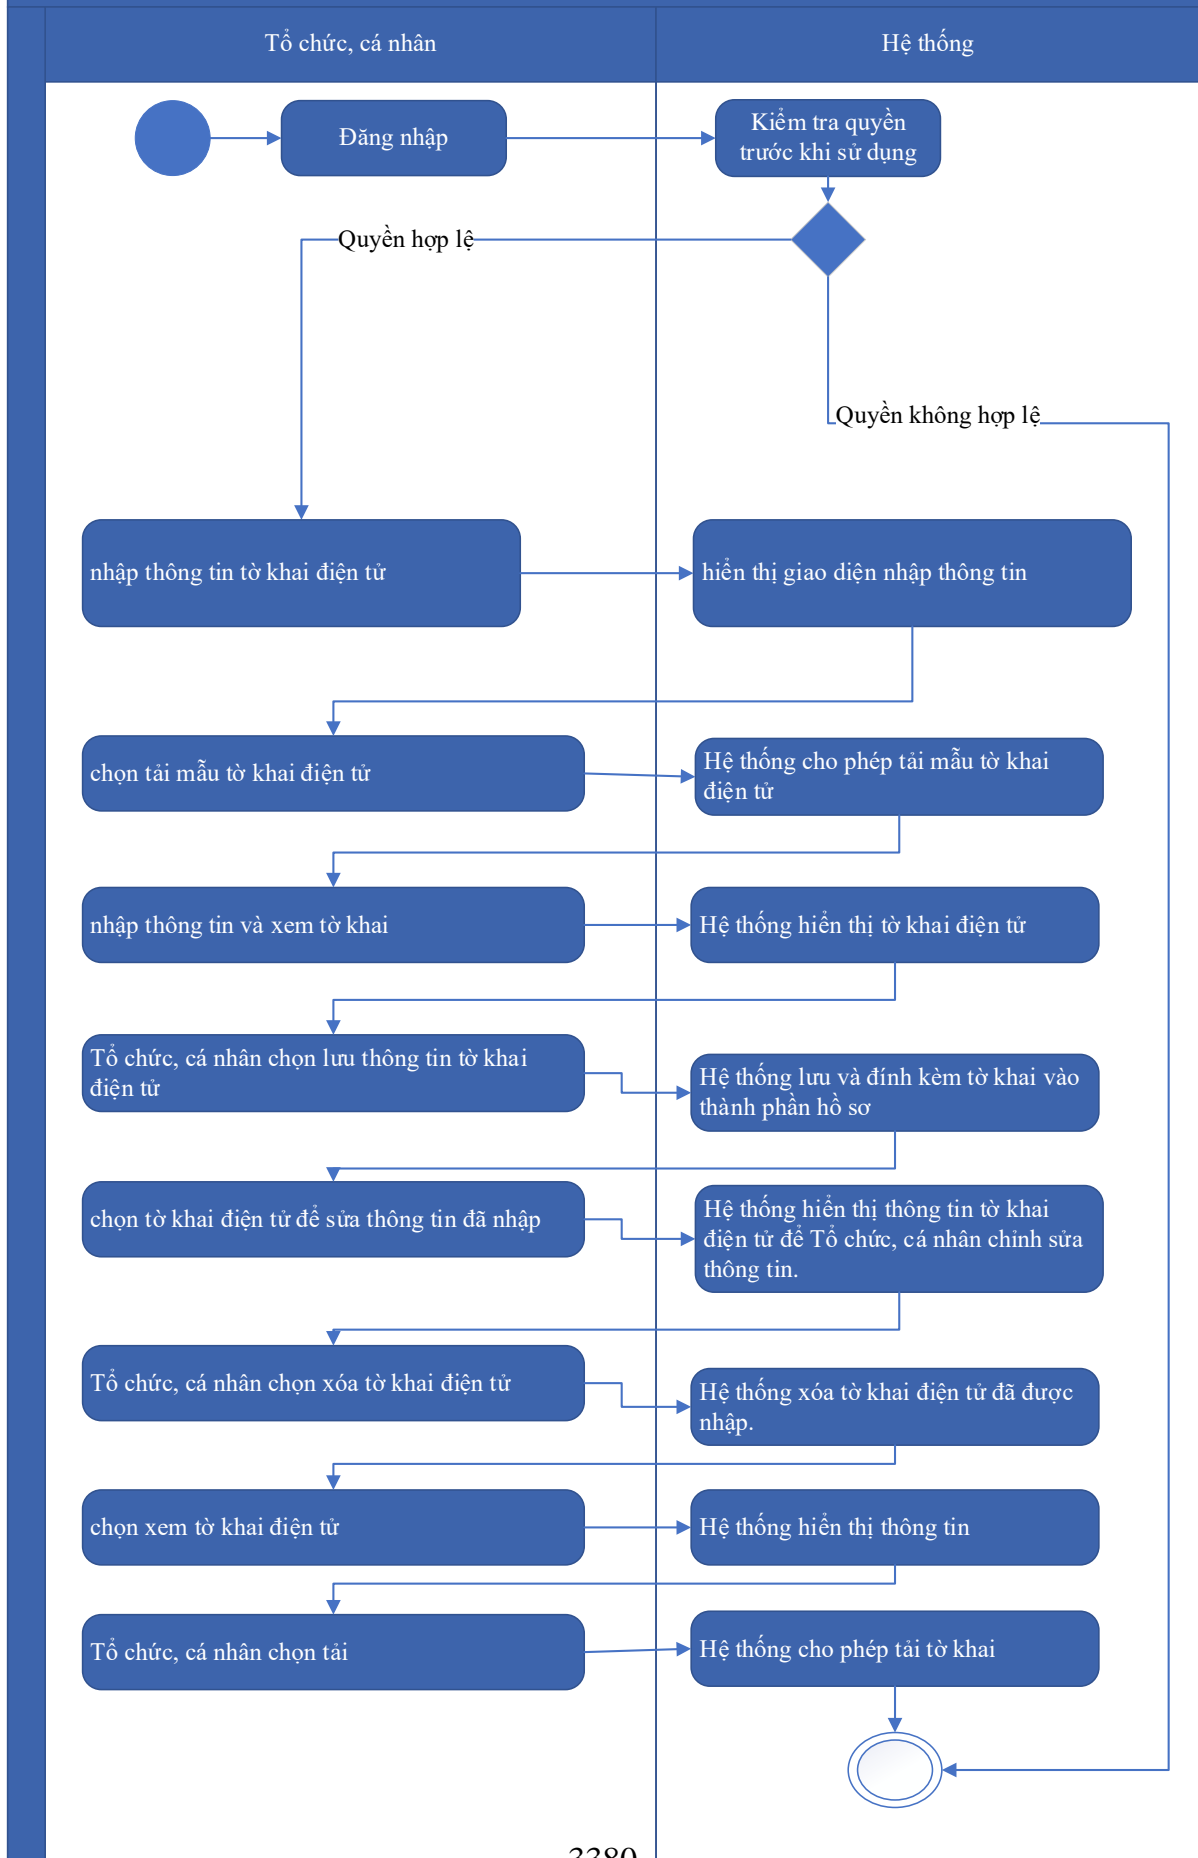 Tổ chức, cá nhân
Hệ thống
Đăng nhập
Kiểm tra quyền
trước khi sử dụng
Quyền hợp lệ
Quyền không hợp lệ
nhập thông tin tờ khai điện tử
hiển thị giao diện nhập thông tin
chọn tải mẫu tờ khai điện tử
Hệ thống cho phép tải mẫu tờ khai
điện tử
nhập thông tin và xem tờ khai
Hệ thống hiển thị tờ khai điện tử
Tổ chức, cá nhân chọn lưu thông tin tờ khai
điện tử
Hệ thống lưu và đính kèm tờ khai vào
thành phần hồ sơ
chọn tờ khai điện tử để sửa thông tin đã nhập
Hệ thống hiển thị thông tin tờ khai
điện tử để Tổ chức, cá nhân chỉnh sửa
thông tin.
Tổ chức, cá nhân chọn xóa tờ khai điện tử
Hệ thống xóa tờ khai điện tử đã được
nhập.
chọn xem tờ khai điện tử
Hệ thống hiển thị thông tin
Tổ chức, cá nhân chọn tải
Hệ thống cho phép tải tờ khai
3380